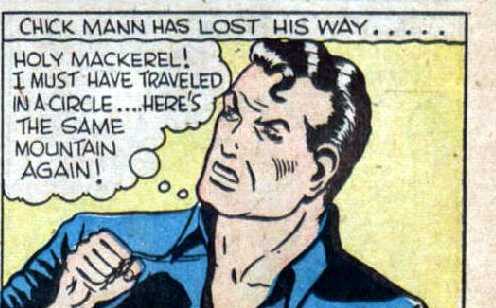 CHICK MANN HAS LOST HIS WAY.....
HOLY MACKEREL!
I MUST HAVE TRAVELED
IN A CIRCLE....HERE'S
THE SAME
MOUNTAIN
AGAIN!